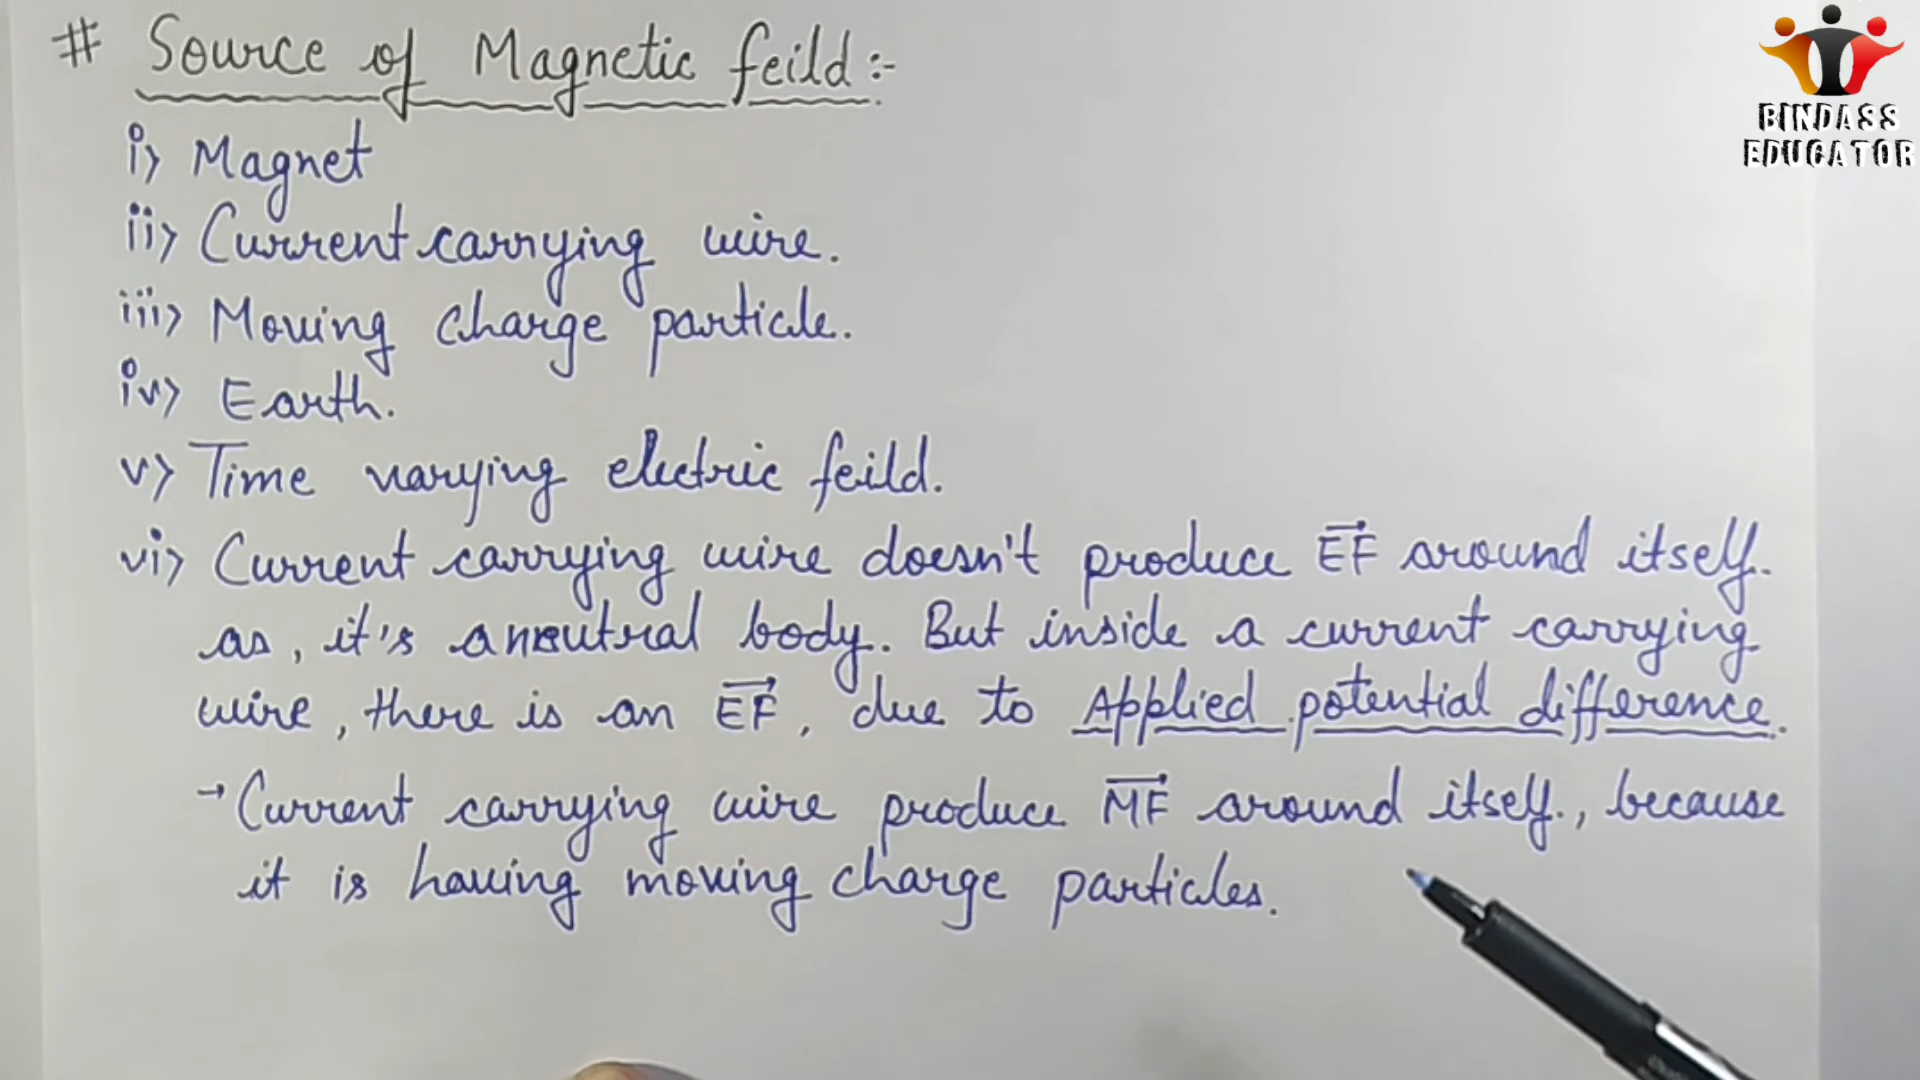 # Source of Magnetic feild:-
i) Magnet
ii) Current carrying wire.
iii) Moving charge particle.
iv) Earth.
v) Time varying electric feild.
vi) Current carrying wire doesn't produce EF around itself.
as, it's a neutral body. But inside a current carrying
wire, there is an EF, due to Applied potential difference.
→ Current carrying wire produce MF around itself., because
it is having moving charge particles.
BINDASS
EDUCATOR